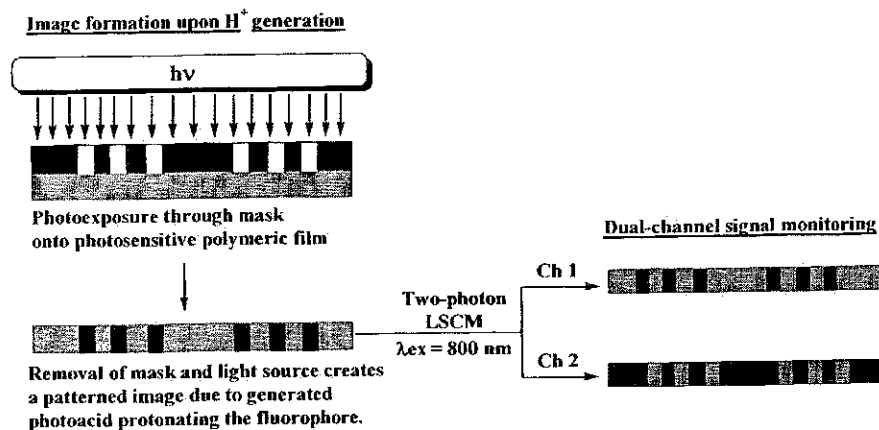 Image formation upon H+ generation
hν
Photoexposure through mask
onto photosensitive polymeric film
Dual-channel signal monitoring
Ch 1
Two-photon
LSCM
λex = 800 nm
Ch 2
Removal of mask and light source creates
a patterned image due to generated
photoacid protonating the fluorophore.